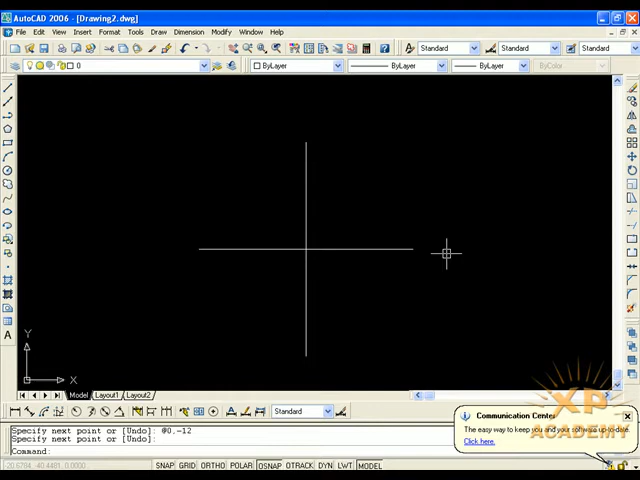 AutoCAD 2006 - [Drawing2.dwg]
File Edit View Insert Format Tools Draw Dimension Modify Window Help
Standard Standard Standard
0 ByLayer ByLayer ByLayer ByColor
A
Y
X
Model Layout1 Layout2
Standard
Specify next point or [Undo]: @0,-12
Specify next point or [Undo]:
Command:
Communication Center
The easy way to keep you and your software up-to-date.
Click here.
XP
ACADEMY
SNAP GRID ORTHO POLAR OSNAP OTRACK DYN LWT MODEL